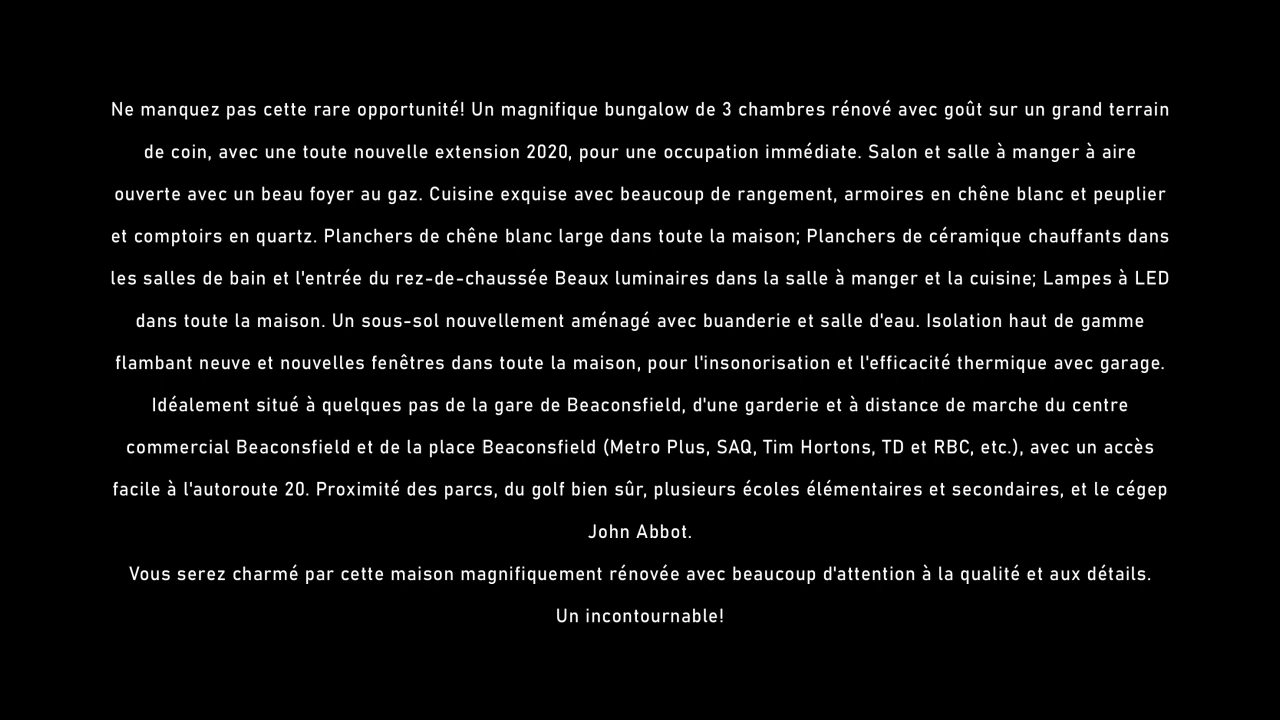 Ne manquez pas cette rare opportunité! Un magnifique bungalow de 3 chambres rénové avec goût sur un grand terrain
de coin, avec une toute nouvelle extension 2020, pour une occupation immédiate. Salon et salle à manger à aire
ouverte avec un beau foyer au gaz. Cuisine exquise avec beaucoup de rangement, armoires en chêne blanc et peuplier
et comptoirs en quartz. Planchers de chêne blanc large dans toute la maison; Planchers de céramique chauffants dans
les salles de bain et l'entrée du rez-de-chaussée Beaux luminaires dans la salle à manger et la cuisine; Lampes à LED
dans toute la maison. Un sous-sol nouvellement aménagé avec buanderie et salle d'eau. Isolation haut de gamme
flambant neuve et nouvelles fenêtres dans toute la maison, pour l'insonorisation et l'efficacité thermique avec garage.
Idéalement situé à quelques pas de la gare de Beaconsfield, d'une garderie et à distance de marche du centre
commercial Beaconsfield et de la place Beaconsfield (Metro Plus, SAQ, Tim Hortons, TD et RBC, etc.), avec un accès
facile à l'autoroute 20. Proximité des parcs, du golf bien sûr, plusieurs écoles élémentaires et secondaires, et le cégep
John Abbot.
Vous serez charmé par cette maison magnifiquement rénovée avec beaucoup d'attention à la qualité et aux détails.
Un incontournable!